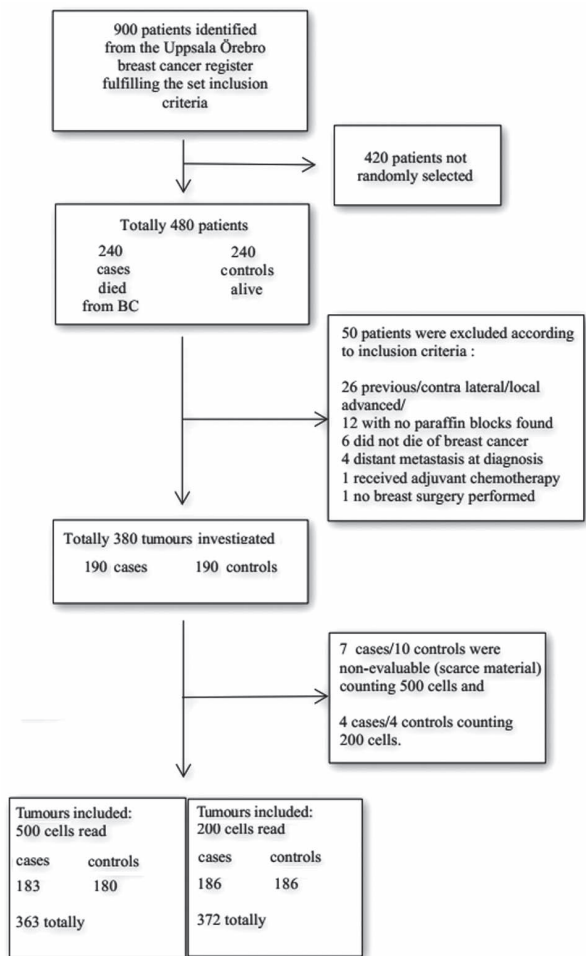 900 patients identified
from the Uppsala Örebro
breast cancer register
fulfilling the set inclusion
criteria
420 patients not
randomly selected
Totally 480 patients
240 240
cases controls
died alive
from BC
50 patients were excluded according
to inclusion criteria :
26 previous/contra lateral/local
advanced/
12 with no paraffin blocks found
6 did not die of breast cancer
4 distant metastasis at diagnosis
1 received adjuvant chemotherapy
1 no breast surgery performed
Totally 380 tumours investigated
190 cases 190 controls
7 cases/10 controls were
non-evaluable (scarce material)
counting 500 cells and
4 cases/4 controls counting
200 cells.
Tumours included:
500 cells read
cases controls
183 180
363 totally
Tumours included:
200 cells read
cases controls
186 186
372 totally